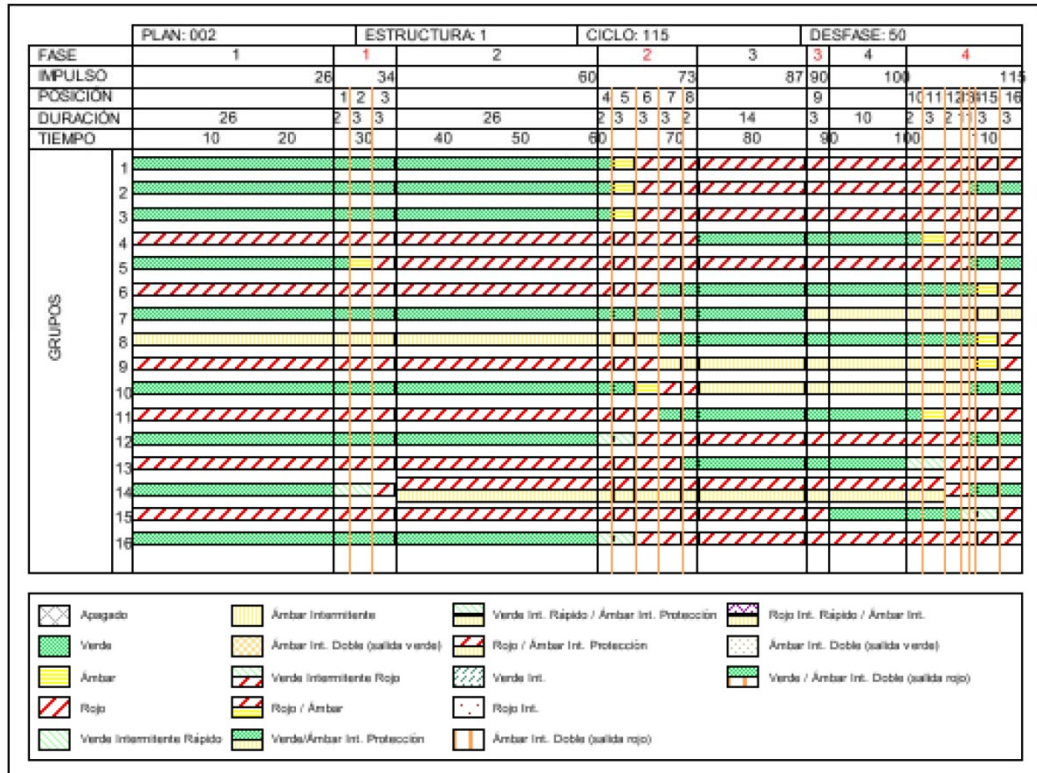 PLAN: 002 ESTRUCTURA: 1 CICLO: 115 DESFASE: 50
FASE 1 1 2 2 3 3 4 4
IMPULSO 26 34 60 73 87 90 100 115
POSICIÓN 1 2 3 4 5 6 7 8 9 10 11 12 13 15 16
DURACIÓN 26 2 3 3 26 2 3 3 3 2 14 3 10 2 3 2 1 1 3 3
TIEMPO 10 20 30 40 50 60 70 80 90 100 110
GRUPOS
1
2
3
4
5
6
7
8
9
10
11
12
13
14
15
16
Apagado Ámbar Intermitente Verde Int. Rápido / Ámbar Int. Protección Rojo Int. Rápido / Ámbar Int.
Verde Ámbar Int. Doble (salida verde) Rojo / Ámbar Int. Protección Ámbar Int. Doble (salida verde)
Ámbar Verde Intermitente Rojo Verde Int. Verde / Ámbar Int. Doble (salida rojo)
Rojo Rojo / Ámbar Rojo Int.
Verde Intermitente Rápido Verde/Ámbar Int. Protección Ámbar Int. Doble (salida rojo)